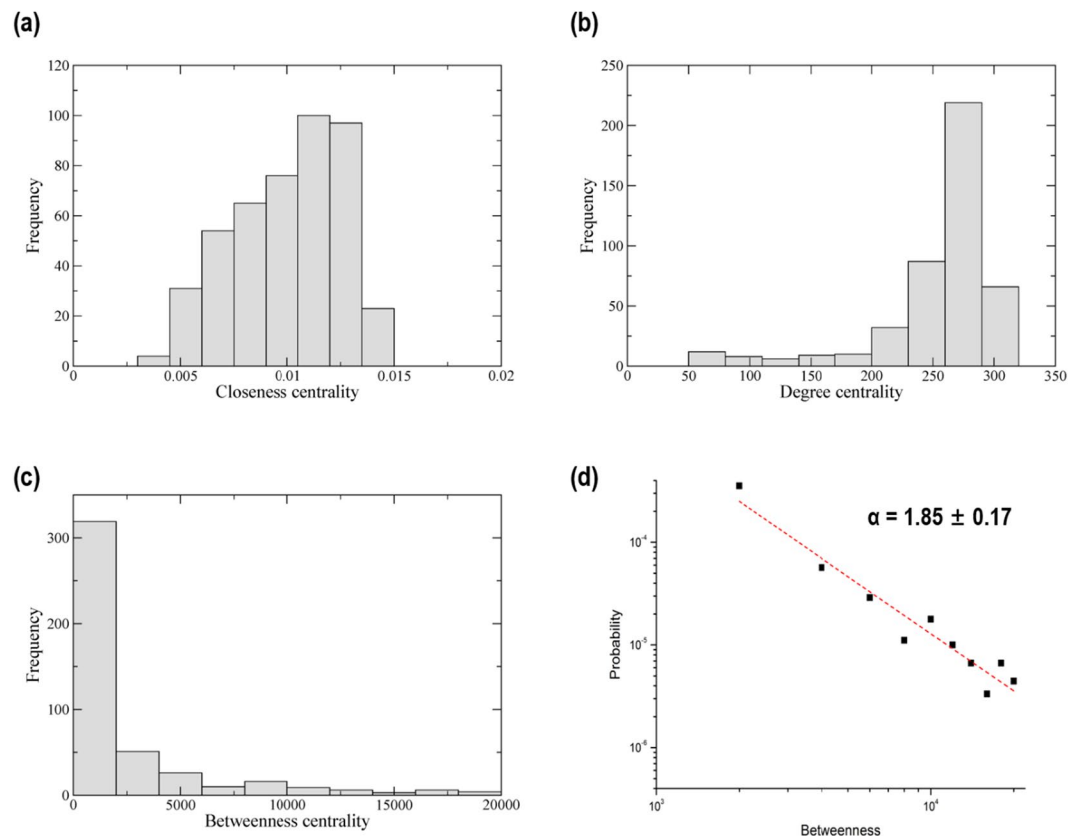 (a)
120
100
80
60
40
20
0
Frequency
0 0.005 0.01 0.015 0.02
Closeness centrality
(b)
250
200
150
100
50
0
Frequency
0 50 100 150 200 250 300 350
Degree centrality
(c)
300
200
100
0
Frequency
0 5000 10000 15000 20000
Betweenness centrality
(d)
α = 1.85 ± 0.17
10⁻⁴
10⁻⁵
10⁻⁶
Probability
10³ 10⁴
Betweenness